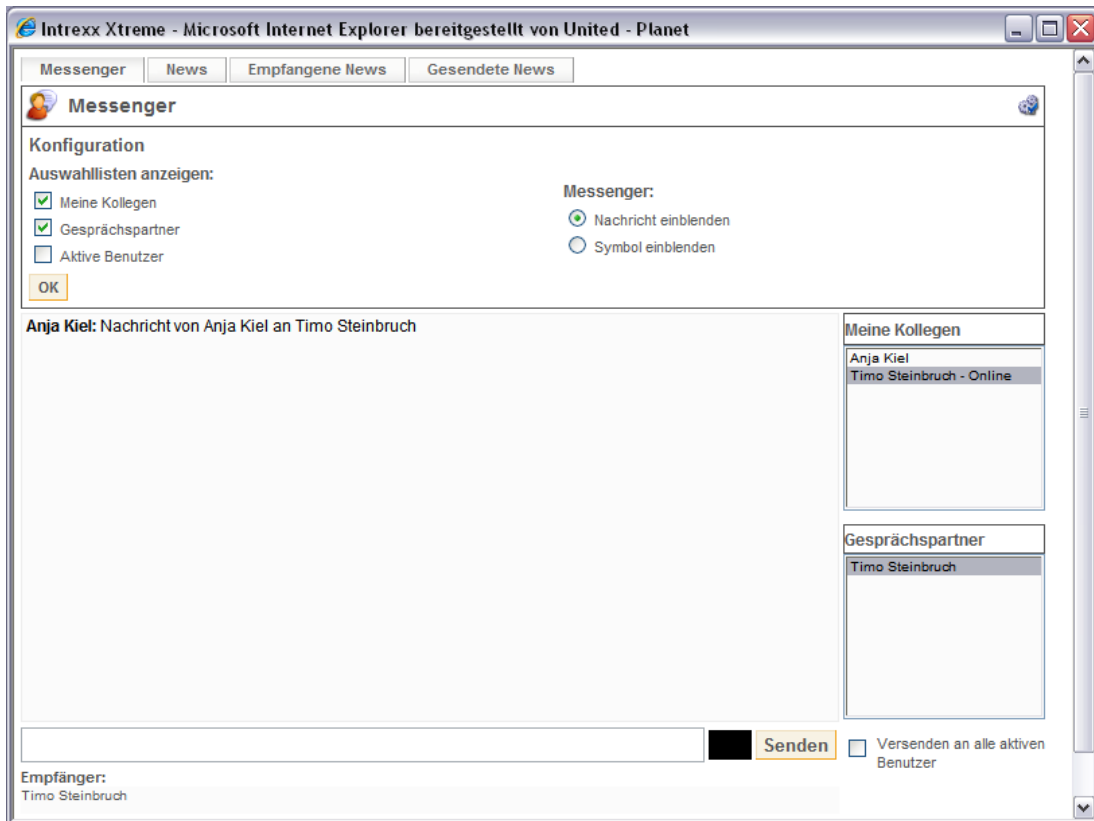 Intrexx Xtreme - Microsoft Internet Explorer bereitgestellt von United - Planet
Messenger News Empfangene News Gesendete News
Messenger
Konfiguration
Auswahllisten anzeigen:
Meine Kollegen
Gesprächspartner
Aktive Benutzer
Messenger:
Nachricht einblenden
Symbol einblenden
OK
Anja Kiel: Nachricht von Anja Kiel an Timo Steinbruch
Meine Kollegen
Anja Kiel
Timo Steinbruch - Online
Gesprächspartner
Timo Steinbruch
Senden
Versenden an alle aktiven
Benutzer
Empfänger:
Timo Steinbruch